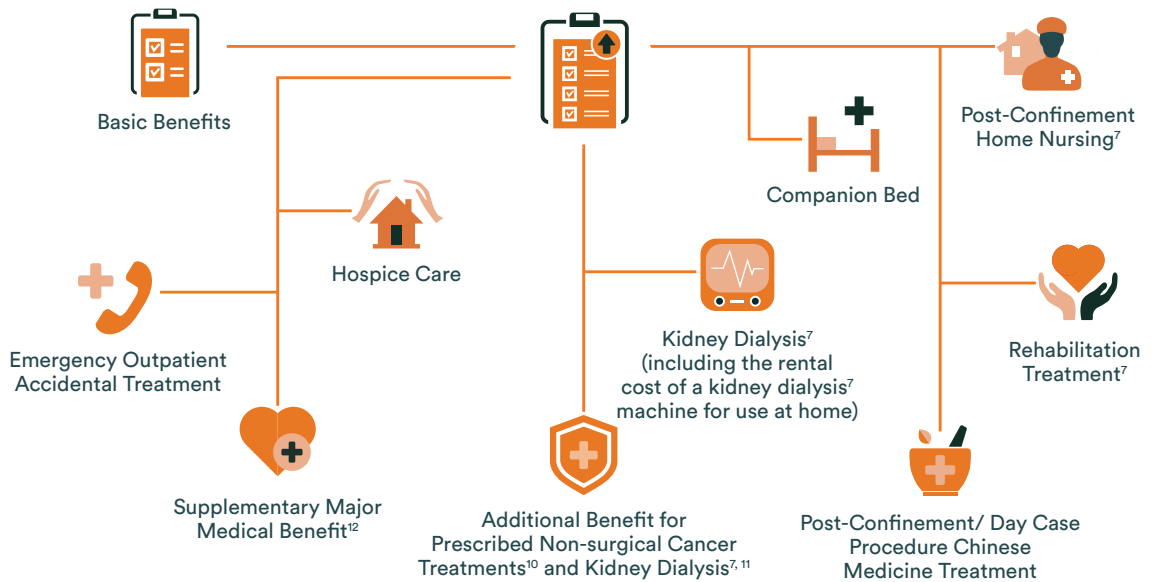 Basic Benefits
Post-Confinement
Home Nursing7
Companion Bed
Hospice Care
Emergency Outpatient
Accidental Treatment
Kidney Dialysis7
(including the rental
cost of a kidney dialysis7
machine for use at home)
Rehabilitation
Treatment7
Supplementary Major
Medical Benefit12
Additional Benefit for
Prescribed Non-surgical Cancer
Treatments10 and Kidney Dialysis7, 11
Post-Confinement/ Day Case
Procedure Chinese
Medicine Treatment